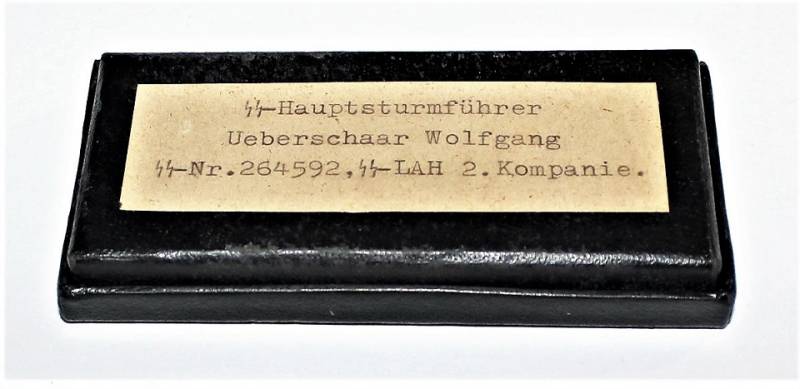 ᛋᛋ-Hauptsturmführer
Ueberschaar Wolfgang
ᛋᛋ-Nr.264592,ᛋᛋ-LAH 2.Kompanie.